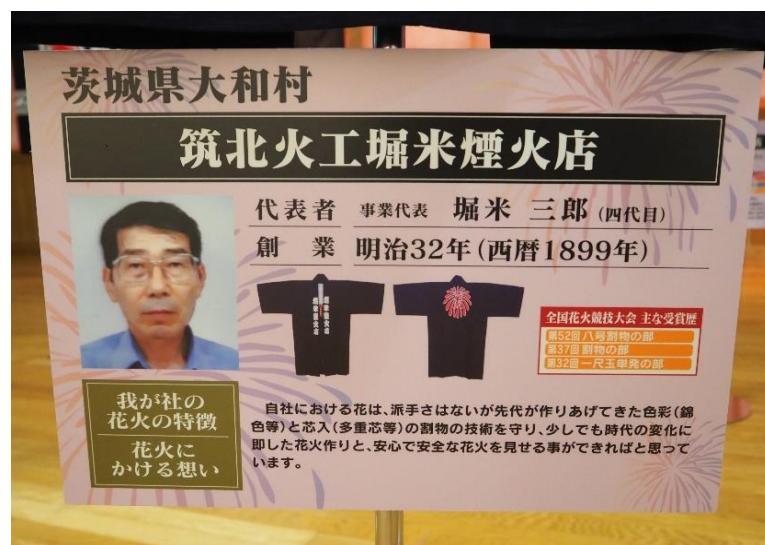 茨城県大和村
筑北火工堀米煙火店
代表者 事業代表 堀米 三郎(四代目)
創業 明治32年(西暦1899年)
全国花火競技大会 主な受賞歴
第52回 八号割物の部
第37回 割物の部
第32回 一尺玉単発の部
我が社の
花火の特徴
花火に
かける想い
自社における花は、派手さはないが先代が作りあげてきた色彩(錦
色等)と芯入(多重芯等)の割物の技術を守り、少しでも時代の変化に
即した花火作りと、安心で安全な花火を見せる事ができればと思って
います。